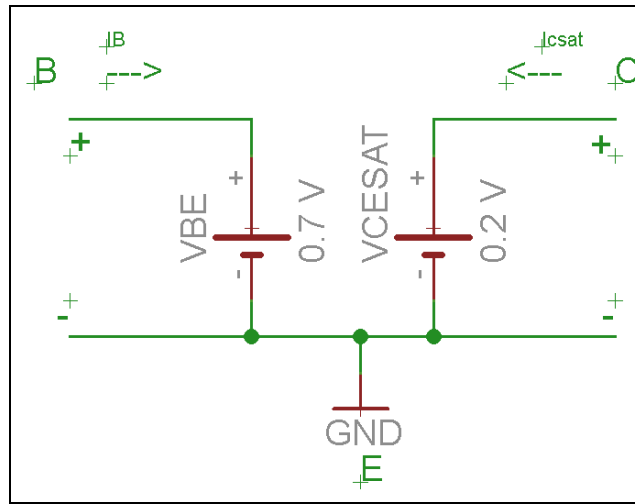 IB
Icsat
B
--->
<---
C
+
+
+
+
VBE
0.7 V
VCESAT
0.2 V
-
-
-
-
GND
E